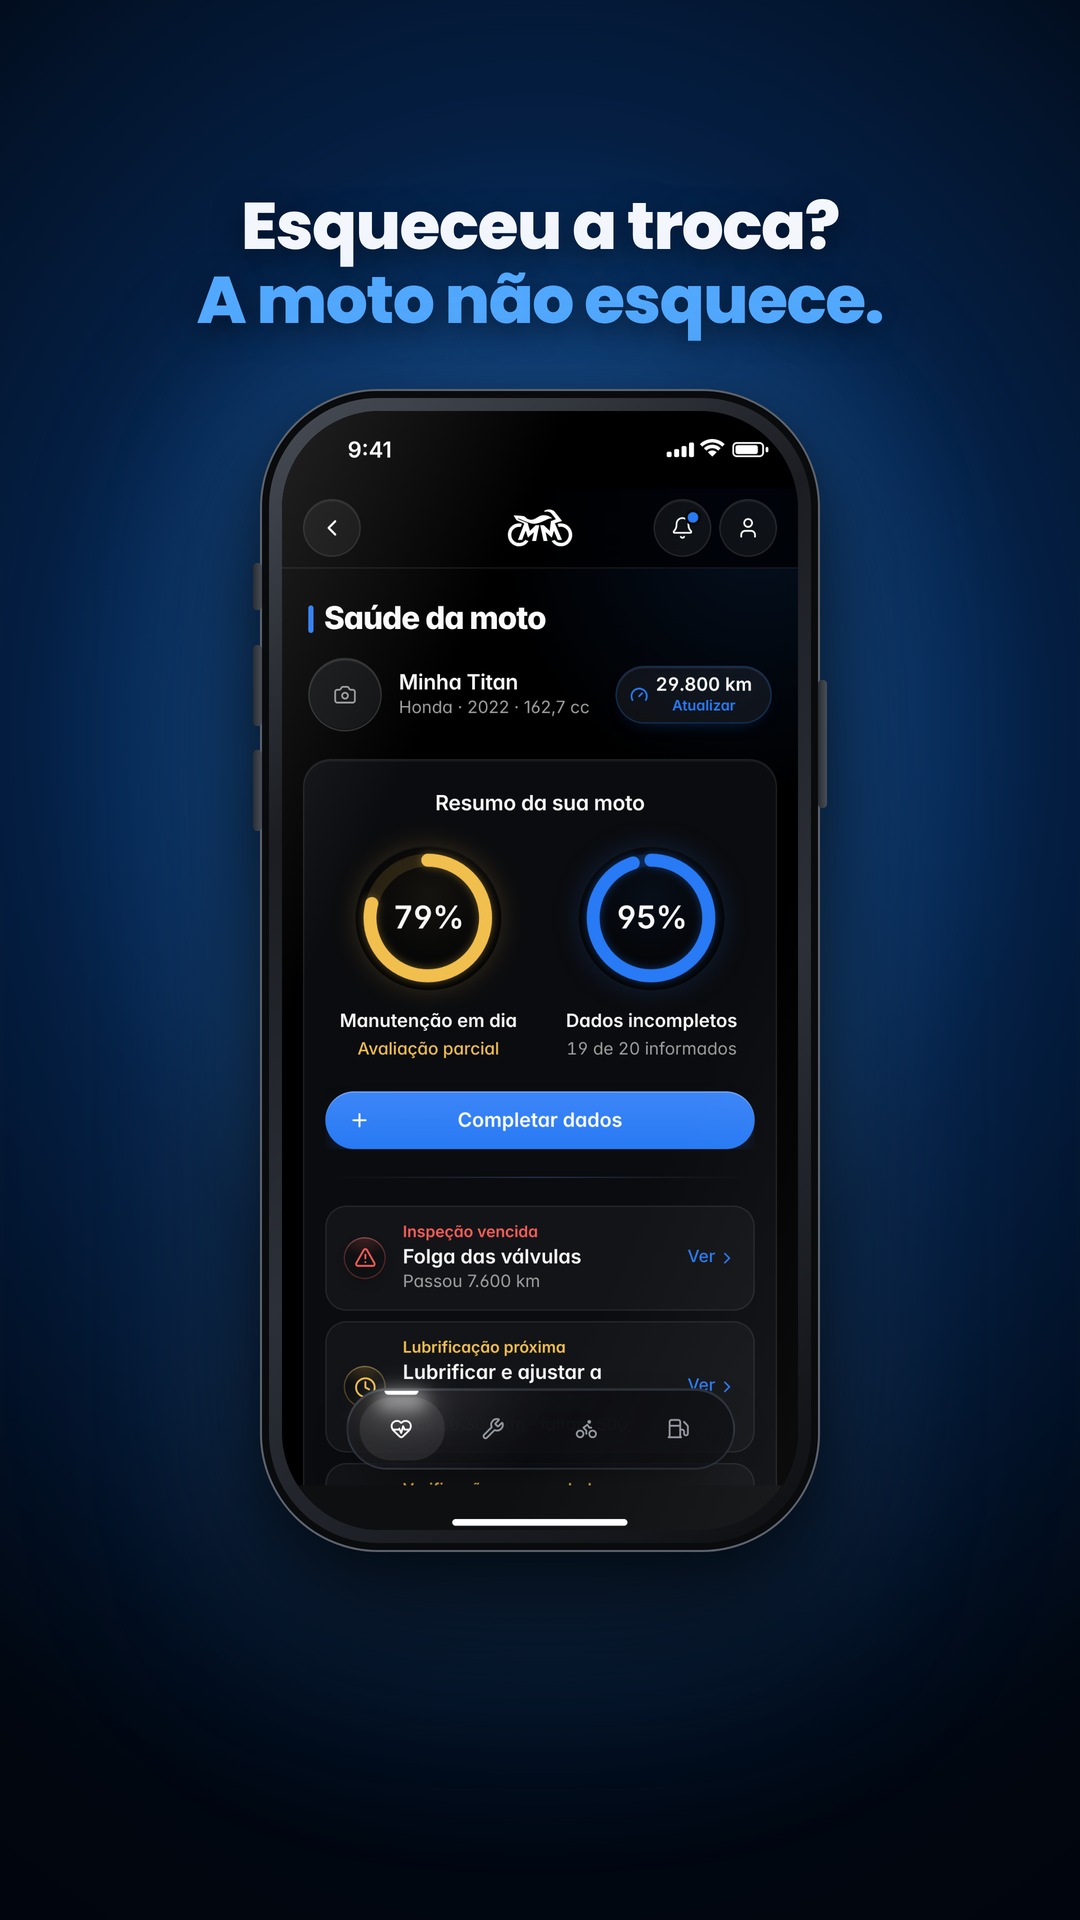 Esqueceu a troca?
A moto não esquece.
9:41
MM
Saúde da moto
Minha Titan
Honda · 2022 · 162,7 cc
29.800 km
Atualizar
Resumo da sua moto
79%
95%
Manutenção em dia
Dados incompletos
Avaliação parcial
19 de 20 informados
+ Completar dados
Inspeção vencida
Folga das válvulas
Passou 7.600 km
Ver
Lubrificação próxima
Lubrificar e ajustar a
Ver